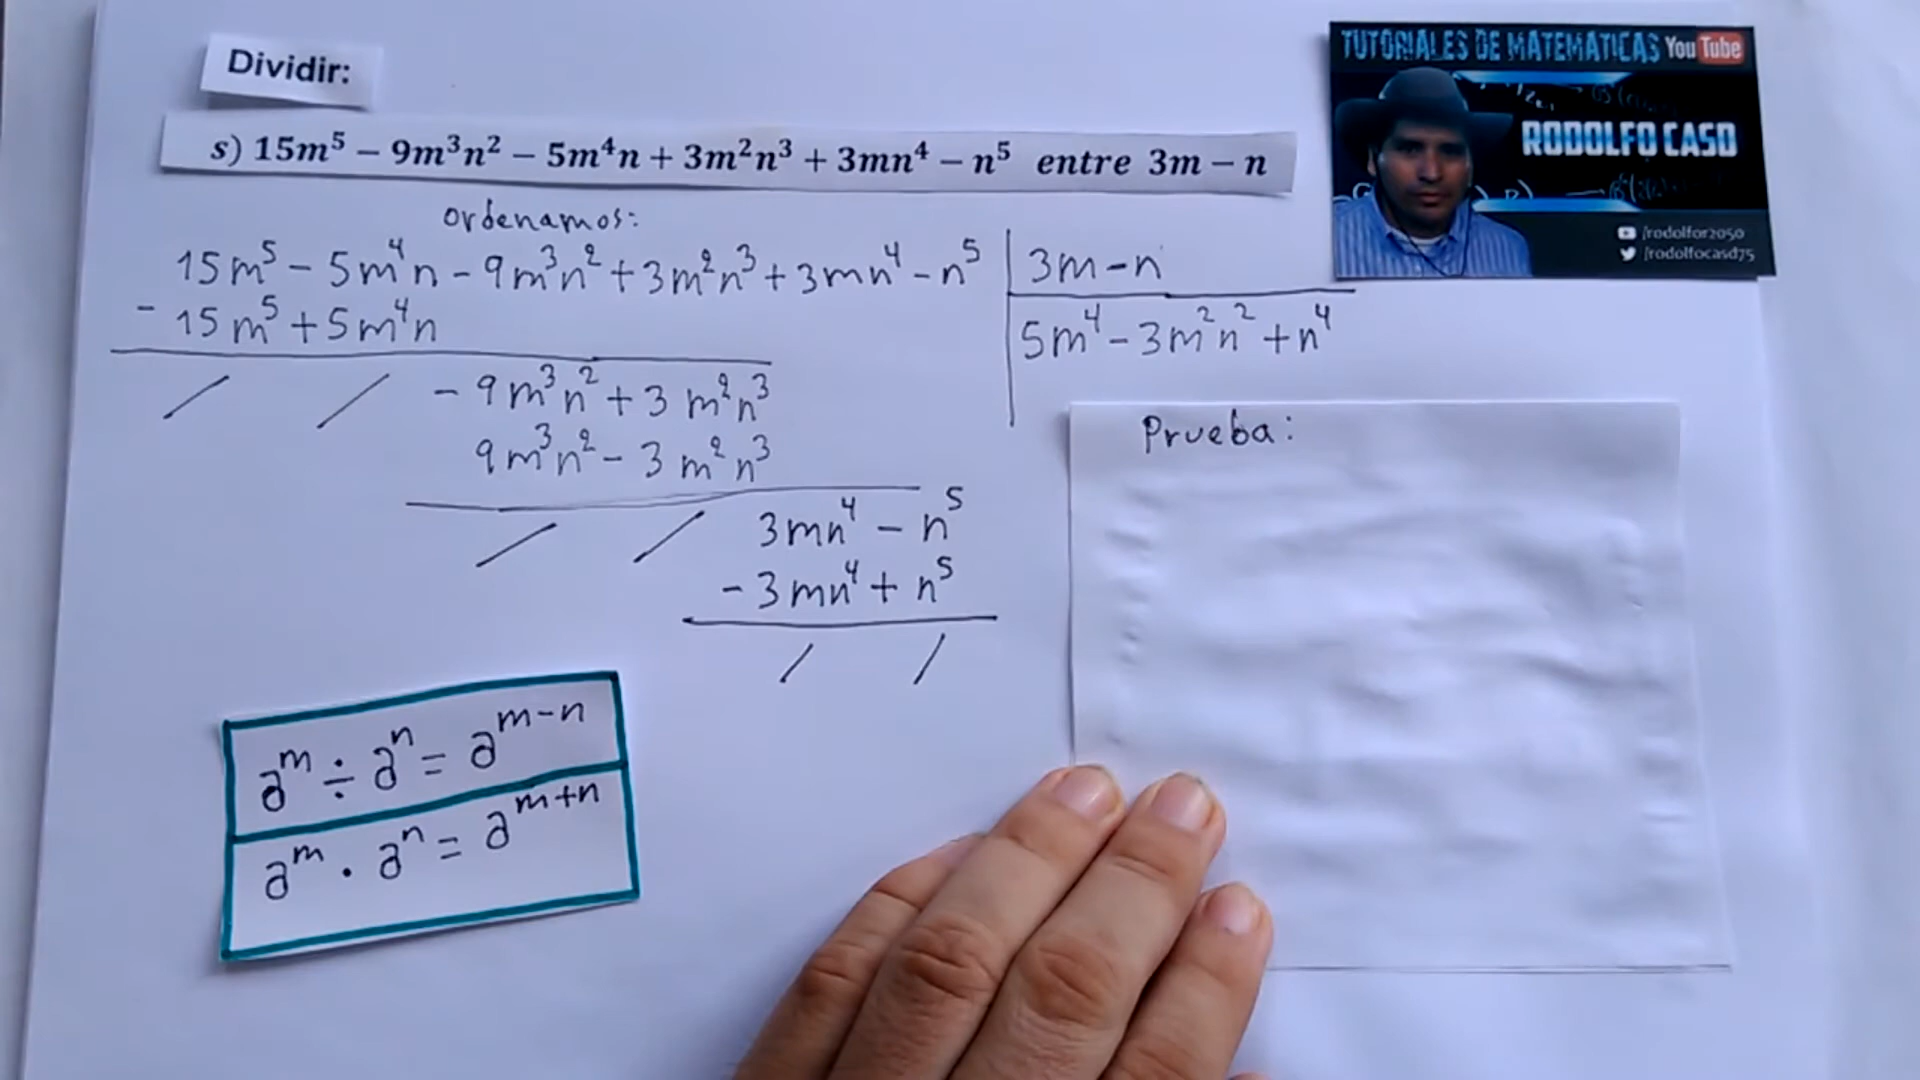 Dividir:
TUTORIALES DE MATEMATICAS YouTube
RODOLFO CASD
/rodolfor2050
/rodolfocasd75
s) 15m⁵ − 9m³n² − 5m⁴n + 3m²n³ + 3mn⁴ − n⁵ entre 3m − n
ordenamos:
15m⁵ − 5m⁴n − 9m³n² + 3m²n³ + 3mn⁴ − n⁵ | 3m − n
− 15m⁵ + 5m⁴n
5m⁴ − 3m²n² + n⁴
− 9m³n² + 3m²n³
9m³n² − 3m²n³
3mn⁴ − n⁵
− 3mn⁴ + n⁵
Prueba:
aᵐ ÷ aⁿ = aᵐ⁻ⁿ
aᵐ · aⁿ = aᵐ⁺ⁿ